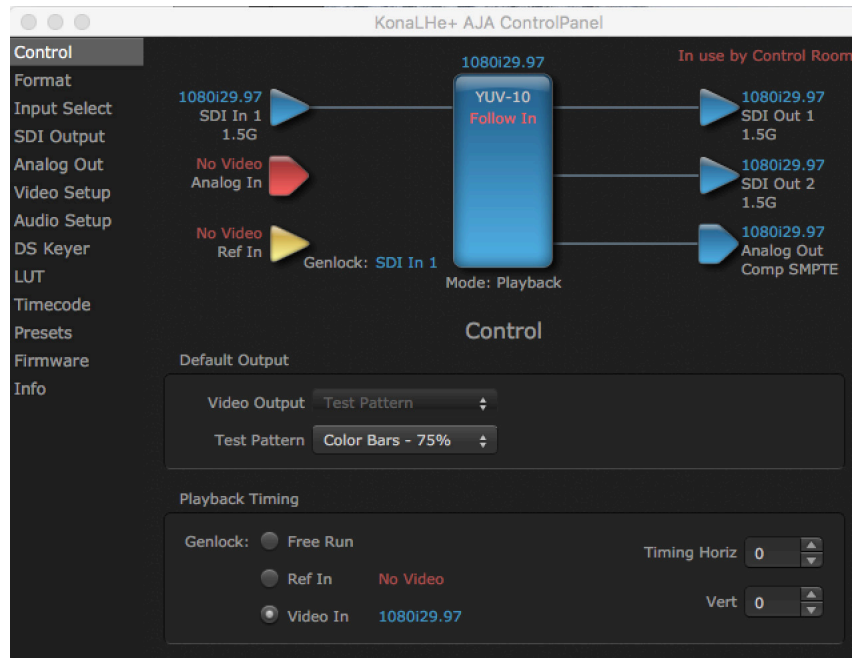 KonaLHe+ AJA ControlPanel
Control
Format
Input Select
SDI Output
Analog Out
Video Setup
Audio Setup
DS Keyer
LUT
Timecode
Presets
Firmware
Info
1080i29.97
In use by Control Room
1080i29.97
SDI In 1
1.5G
No Video
Analog In
No Video
Ref In
Genlock: SDI In 1
YUV-10
Follow In
Mode: Playback
1080i29.97
SDI Out 1
1.5G
1080i29.97
SDI Out 2
1.5G
1080i29.97
Analog Out
Comp SMPTE
Control
Default Output
Video Output Test Pattern
Test Pattern Color Bars - 75%
Playback Timing
Genlock: Free Run
Ref In No Video
Video In 1080i29.97
Timing Horiz 0
Vert 0